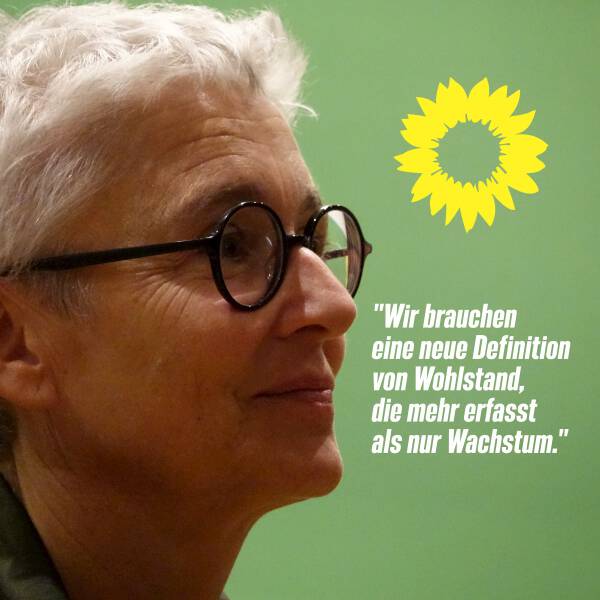 "Wir brauchen
eine neue Definition
von Wohlstand,
die mehr erfasst
als nur Wachstum."